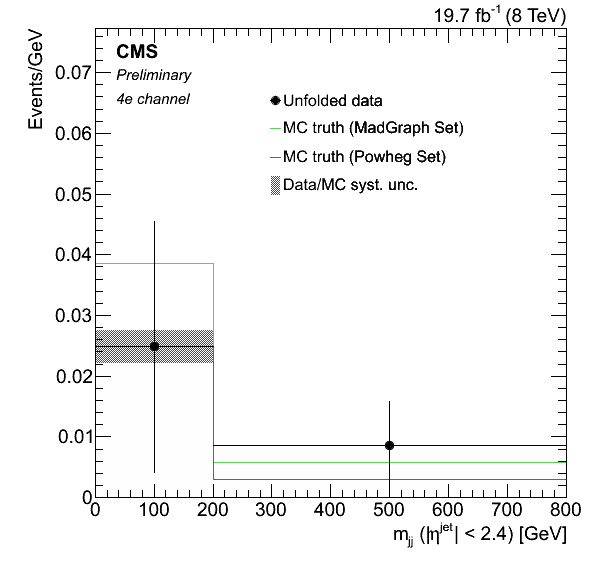 19.7 fb⁻¹ (8 TeV)
Events/GeV
CMS
Preliminary
4e channel
Unfolded data
MC truth (MadGraph Set)
MC truth (Powheg Set)
Data/MC syst. unc.
0.07
0.06
0.05
0.04
0.03
0.02
0.01
0
0 100 200 300 400 500 600 700 800
m_jj (|η^jet| < 2.4) [GeV]